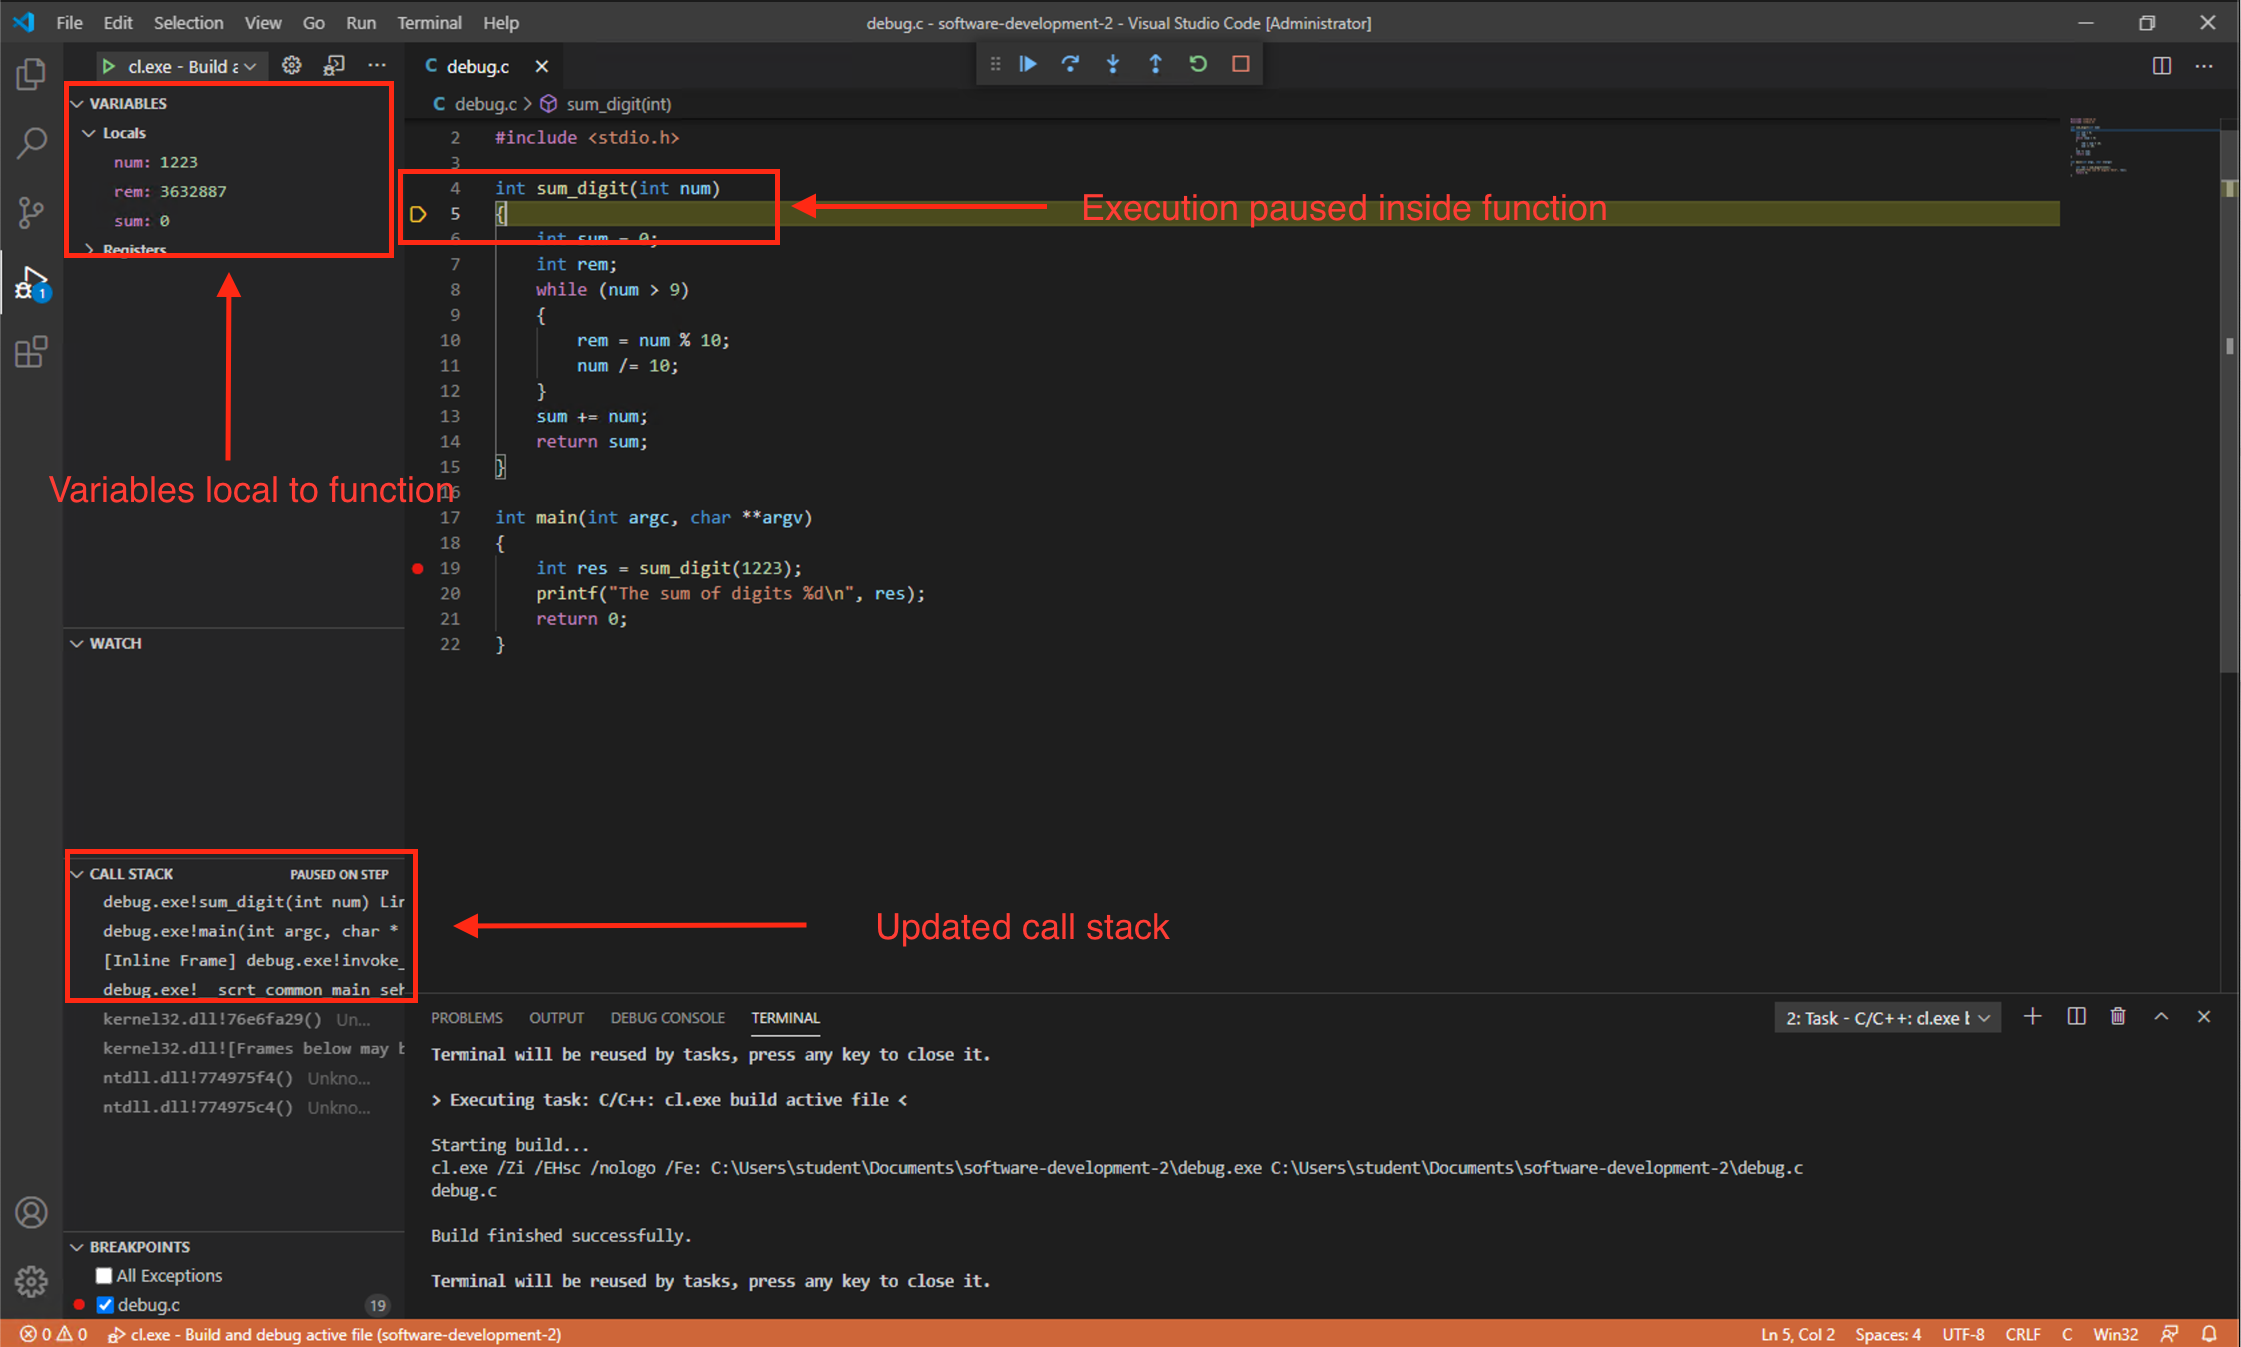 File Edit Selection View Go Run Terminal Help
debug.c - software-development-2 - Visual Studio Code [Administrator]
cl.exe - Build a
VARIABLES
Locals
num: 1223
rem: 3632887
sum: 0
Registers
Variables local to function
WATCH
CALL STACK PAUSED ON STEP
debug.exe!sum_digit(int num) Lin
debug.exe!main(int argc, char *
[Inline Frame] debug.exe!invoke_
debug.exe!__scrt_common_main_seh
kernel32.dll!76e6fa29() Un...
kernel32.dll![Frames below may b
ntdll.dll!774975f4() Unkno...
ntdll.dll!774975c4() Unkno...
BREAKPOINTS
All Exceptions
debug.c 19
1
C debug.c
C debug.c > sum_digit(int)
2 #include <stdio.h>
3
4 int sum_digit(int num)
5 {
Execution paused inside function
6 int sum = 0;
7 int rem;
8 while (num > 9)
9 {
10 rem = num % 10;
11 num /= 10;
12 }
13 sum += num;
14 return sum;
15 }
16
17 int main(int argc, char **argv)
18 {
19 int res = sum_digit(1223);
20 printf("The sum of digits %d\n", res);
21 return 0;
22 }
Updated call stack
PROBLEMS OUTPUT DEBUG CONSOLE TERMINAL
2: Task - C/C++: cl.exe b
Terminal will be reused by tasks, press any key to close it.
> Executing task: C/C++: cl.exe build active file <
Starting build...
cl.exe /Zi /EHsc /nologo /Fe: C:\Users\student\Documents\software-development-2\debug.exe C:\Users\student\Documents\software-development-2\debug.c
debug.c
Build finished successfully.
Terminal will be reused by tasks, press any key to close it.
0 0 cl.exe - Build and debug active file (software-development-2)
Ln 5, Col 2 Spaces: 4 UTF-8 CRLF C Win32